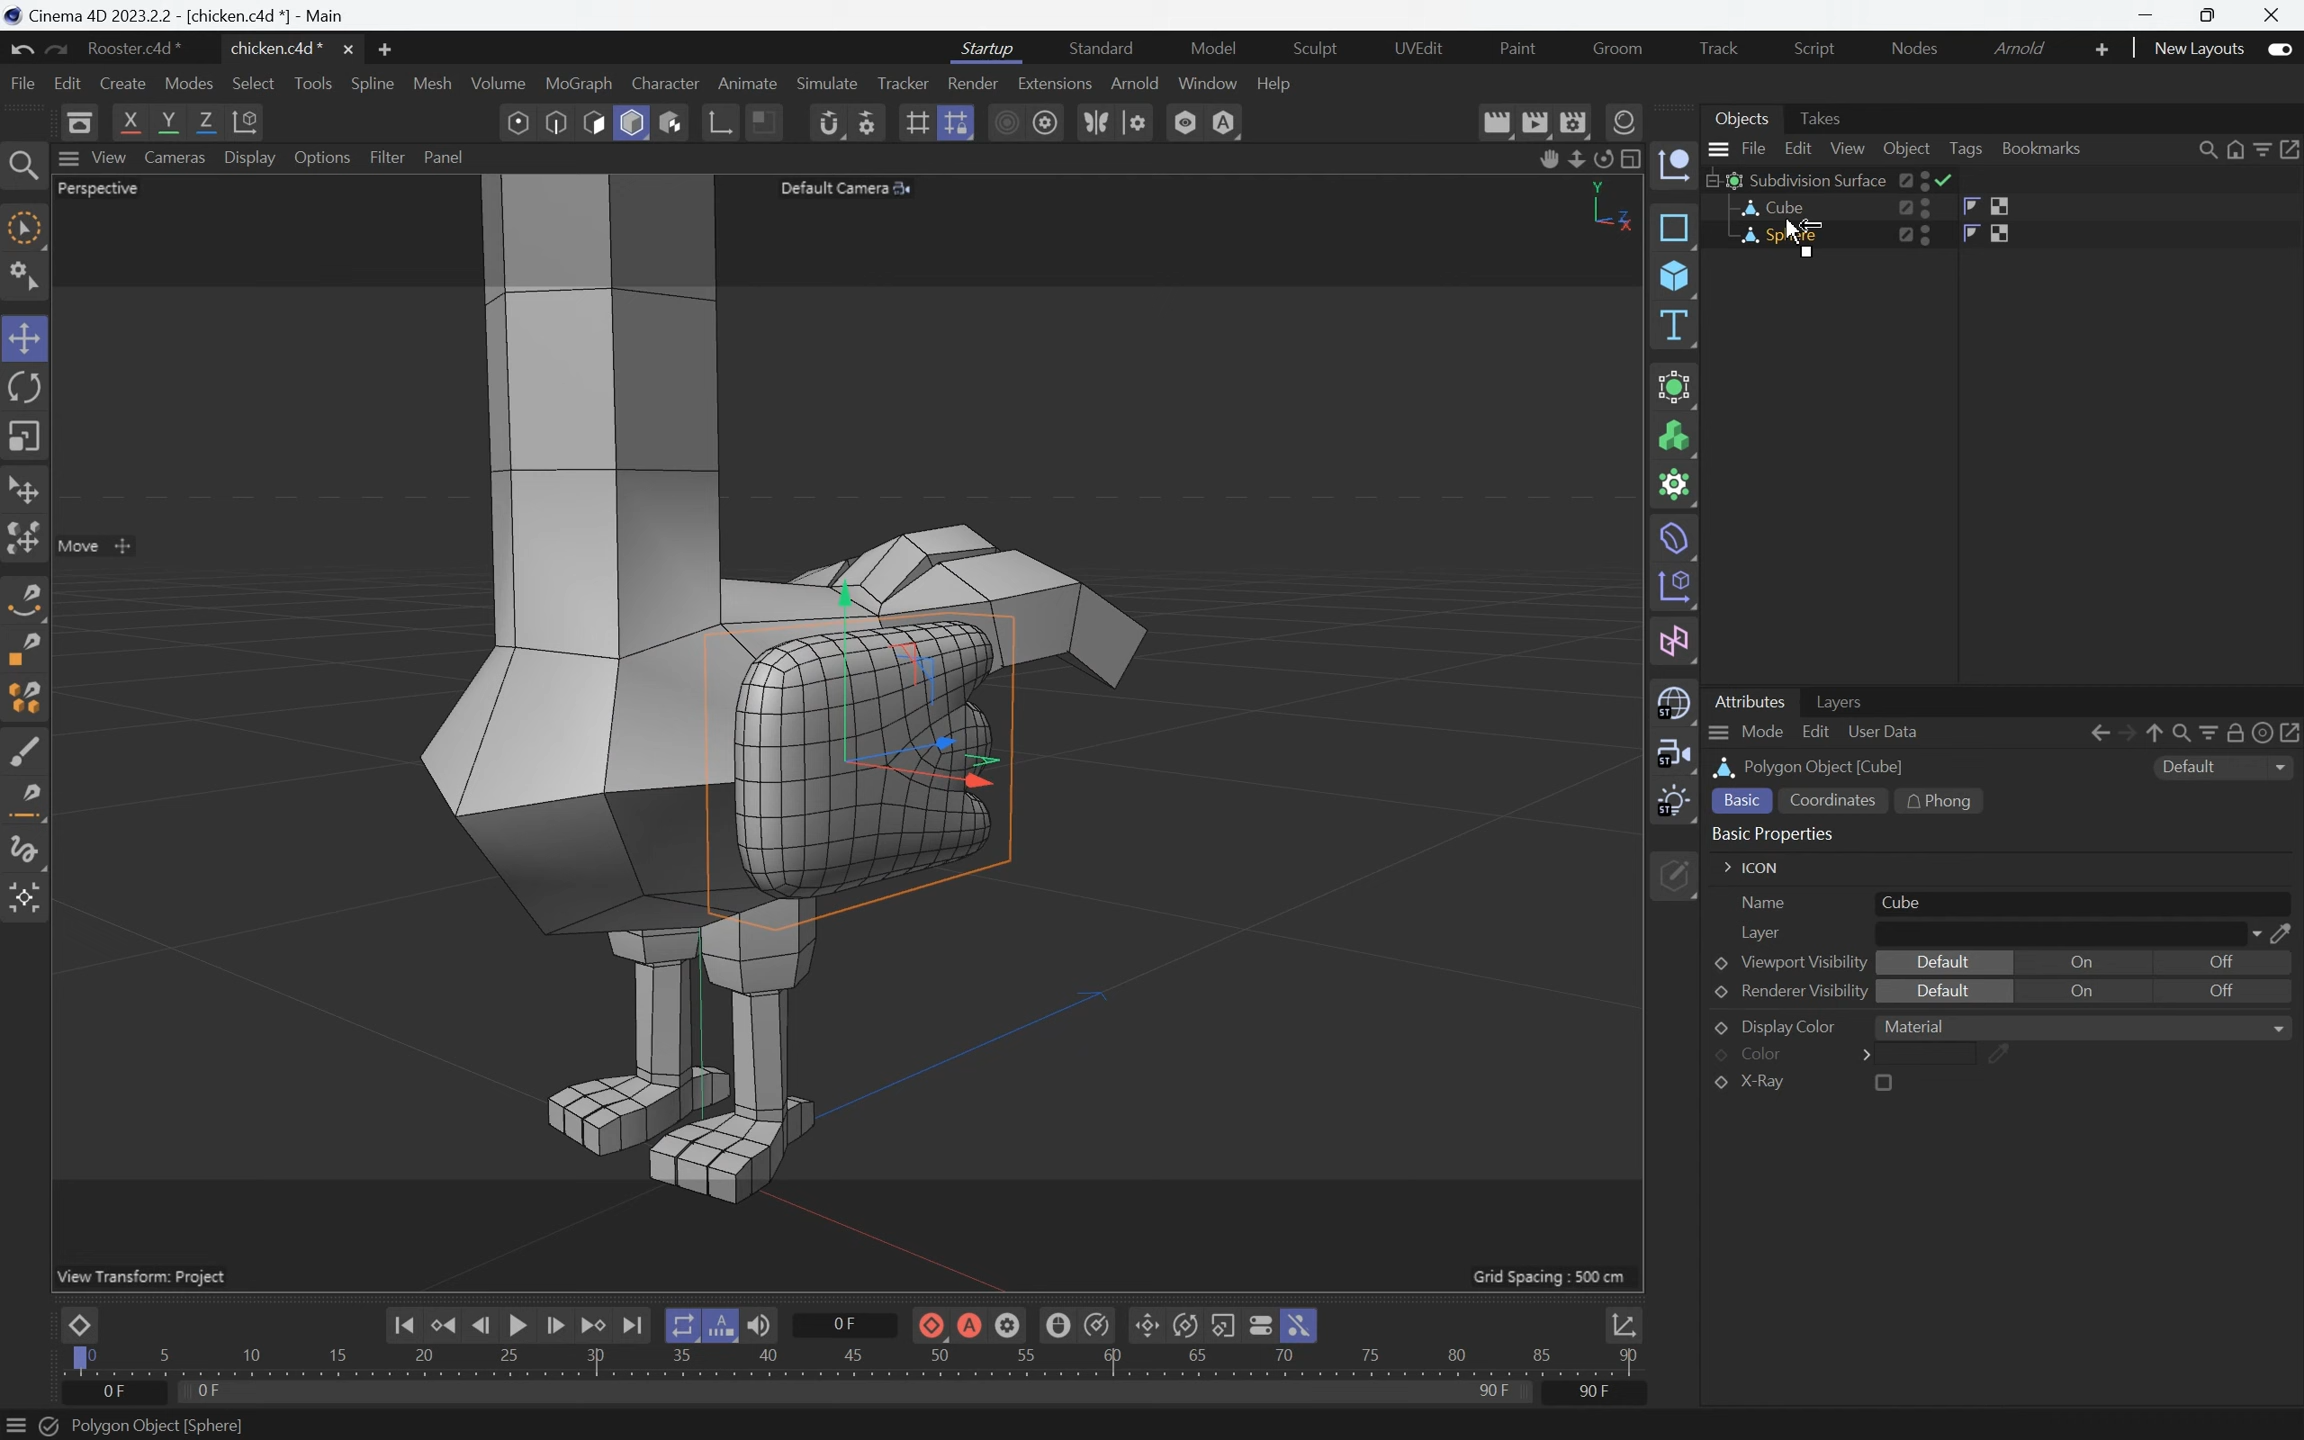 Cinema 4D 2023.2.2 - [chicken.c4d *] - Main
Rooster.c4d * chicken.c4d * Startup Standard Model Sculpt UVEdit Paint Groom Track Script Nodes Arnold New Layouts
File Edit Create Modes Select Tools Spline Mesh Volume MoGraph Character Animate Simulate Tracker Render Extensions Arnold Window Help
X Y Z
Objects Takes
View Cameras Display Options Filter Panel
File Edit View Object Tags Bookmarks
Perspective
Default Camera
Y
Z
X
Subdivision Surface
Cube
Sphere
Move
Attributes Layers
Mode Edit User Data
Polygon Object [Cube]
Default
Basic Coordinates Phong
Basic Properties
ICON
Name Cube
Layer
Viewport Visibility Default On Off
Renderer Visibility Default On Off
Display Color Material
Color
X-Ray
View Transform: Project
Grid Spacing : 500 cm
0 F
0 5 10 15 20 25 30 35 40 45 50 55 60 65 70 75 80 85 90
0 F 0 F 90 F 90 F
Polygon Object [Sphere]